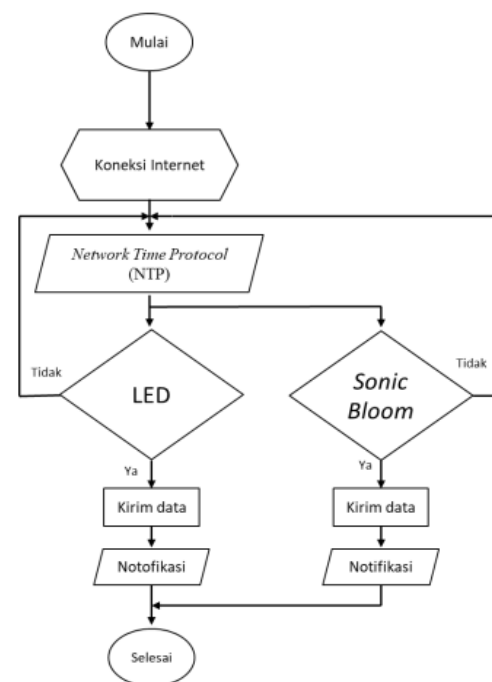 Mulai
Koneksi Internet
Network Time Protocol
(NTP)
Tidak
LED
Sonic
Bloom
Tidak
Ya
Ya
Kirim data
Kirim data
Notofikasi
Notifikasi
Selesai